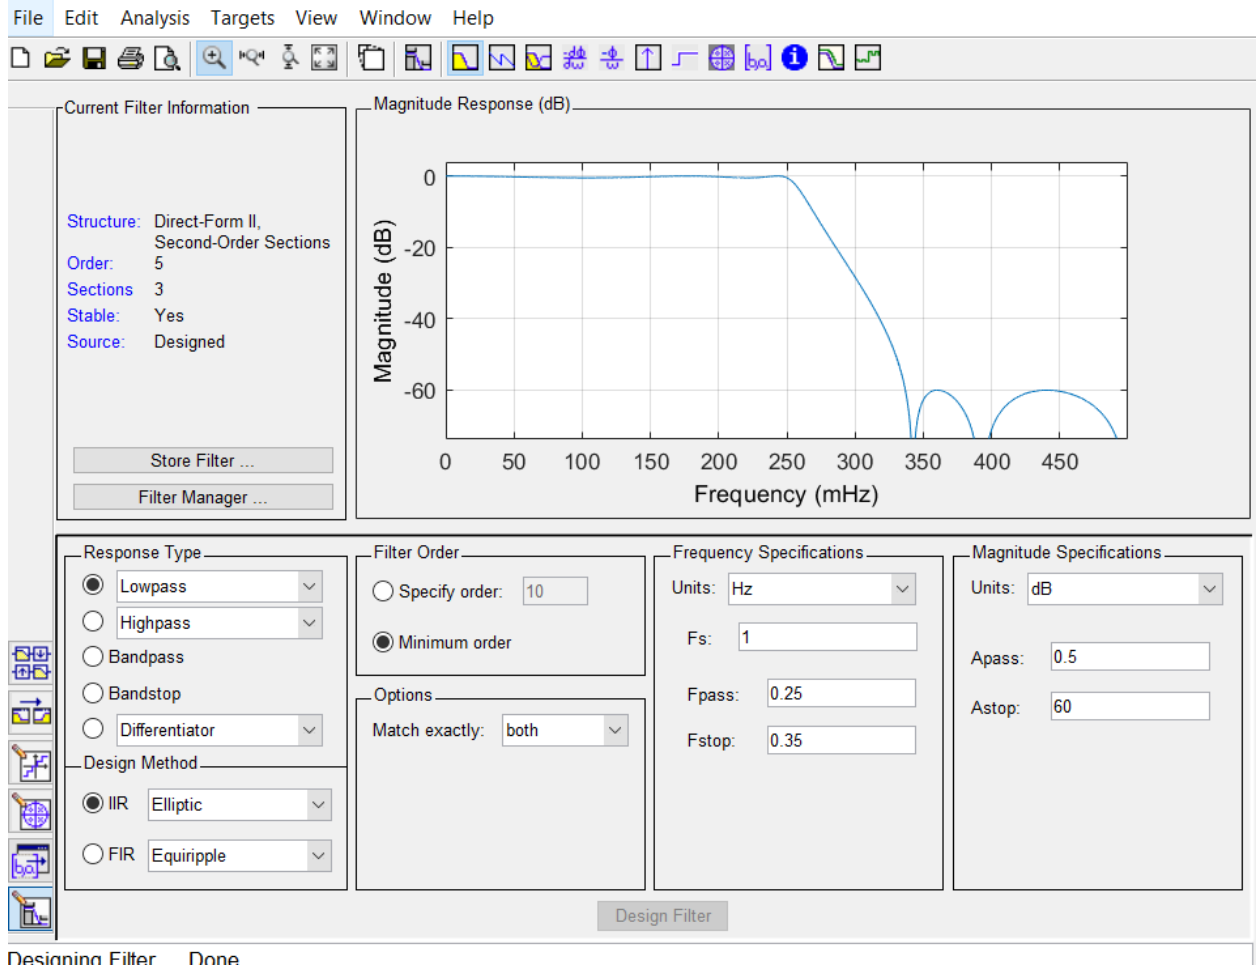 File Edit Analysis Targets View Window Help
Current Filter Information
Structure: Direct-Form II,
Second-Order Sections
Order: 5
Sections 3
Stable: Yes
Source: Designed
Store Filter ...
Filter Manager ...
Magnitude Response (dB)
Magnitude (dB)
0
-20
-40
-60
0 50 100 150 200 250 300 350 400 450
Frequency (mHz)
Response Type
Lowpass
Highpass
Bandpass
Bandstop
Differentiator
Design Method
IIR Elliptic
FIR Equiripple
Filter Order
Specify order: 10
Minimum order
Options
Match exactly: both
Frequency Specifications
Units: Hz
Fs: 1
Fpass: 0.25
Fstop: 0.35
Magnitude Specifications
Units: dB
Apass: 0.5
Astop: 60
Design Filter
Designing Filter ... Done